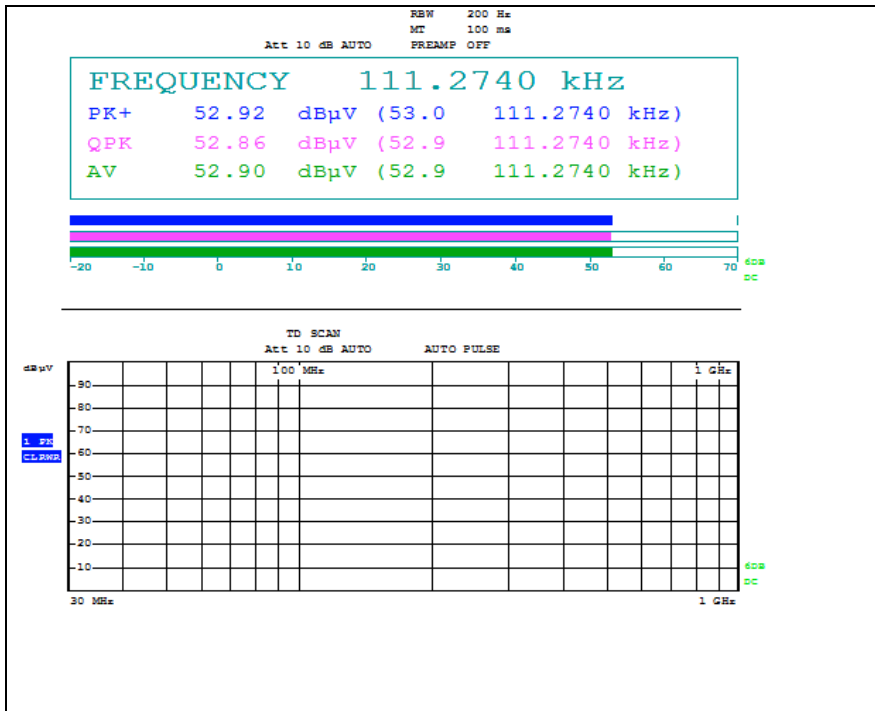 RBW 200 Hz
MT 100 ms
Att 10 dB AUTO PREAMP OFF
FREQUENCY 111.2740 kHz
PK+ 52.92 dBµV (53.0 111.2740 kHz)
QPK 52.86 dBµV (52.9 111.2740 kHz)
AV 52.90 dBµV (52.9 111.2740 kHz)
-20 -10 0 10 20 30 40 50 60 70
6DB
DC
TD SCAN
Att 10 dB AUTO AUTO PULSE
dBµV
100 MHz 1 GHz
90
80
70
1 PK
CLRWR
60
50
40
30
20
10
6DB
DC
30 MHz 1 GHz